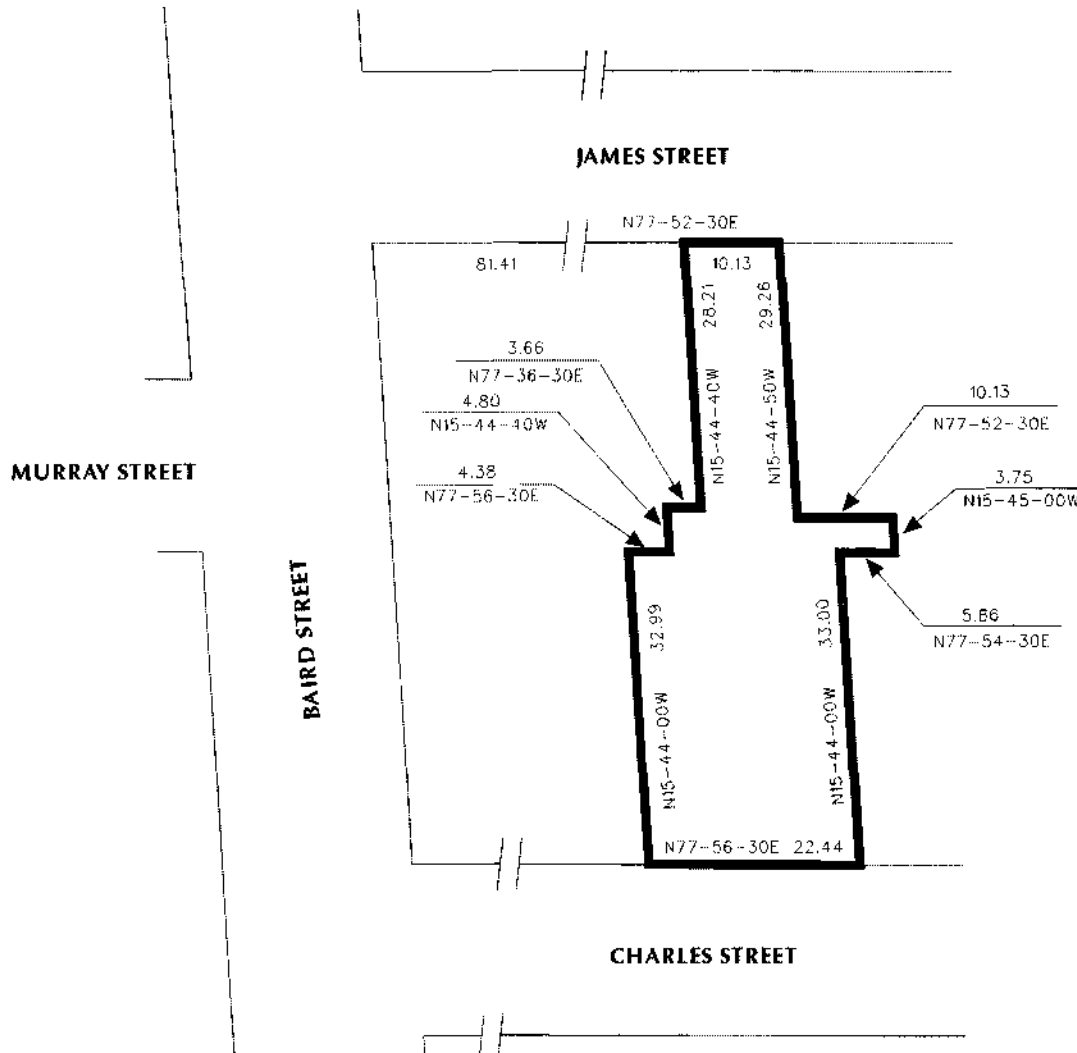 JAMES STREET
N77-52-30E
81.41
10.13
28.21
29.26
3.66
N77-36-30E
N15-44-40W
N15-44-50W
10.13
N77-52-30E
4.80
N15-44-40W
MURRAY STREET
4.38
N77-56-30E
3.75
N15-45-00W
BAIRD STREET
32.99
33.00
5.86
N77-54-30E
N15-44-00W
N15-44-00W
N77-56-30E 22.44
CHARLES STREET